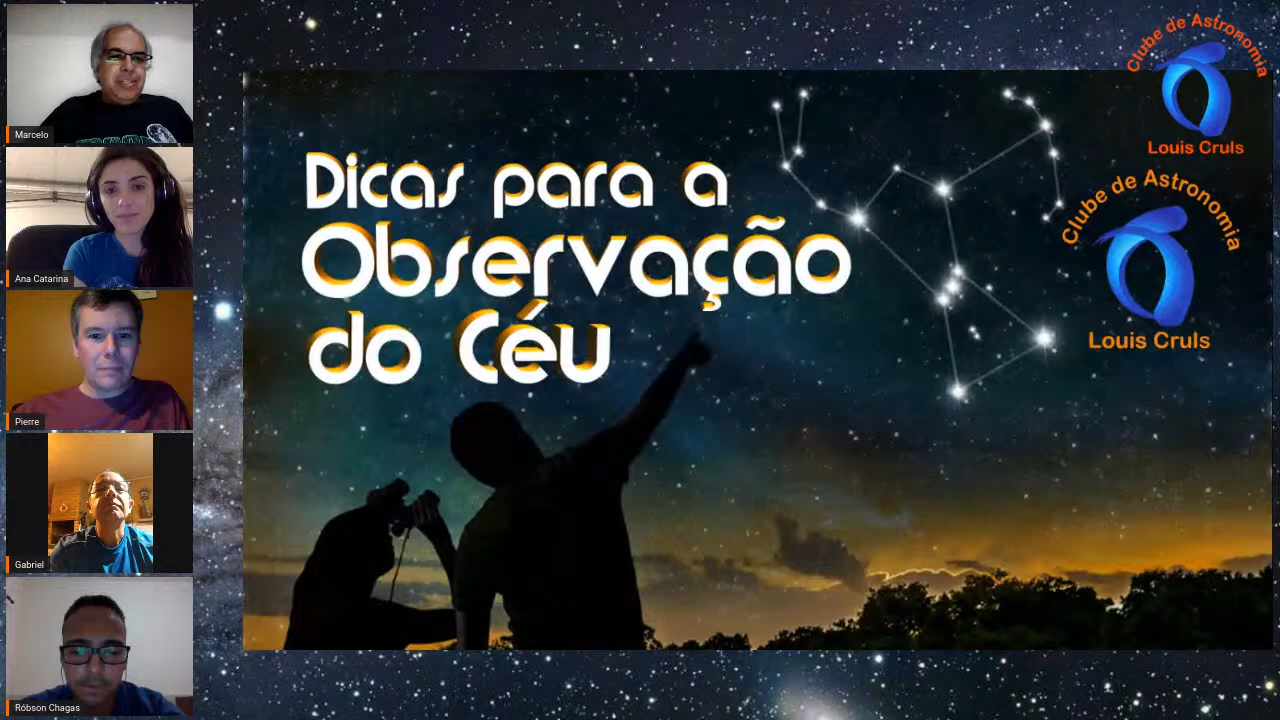 Marcelo
Ana Catarina
Pierre
Gabriel
Róbson Chagas
Dicas para a
Observação
do Céu
Clube de Astronomia
Louis Cruls
Clube de Astronomia
Louis Cruls